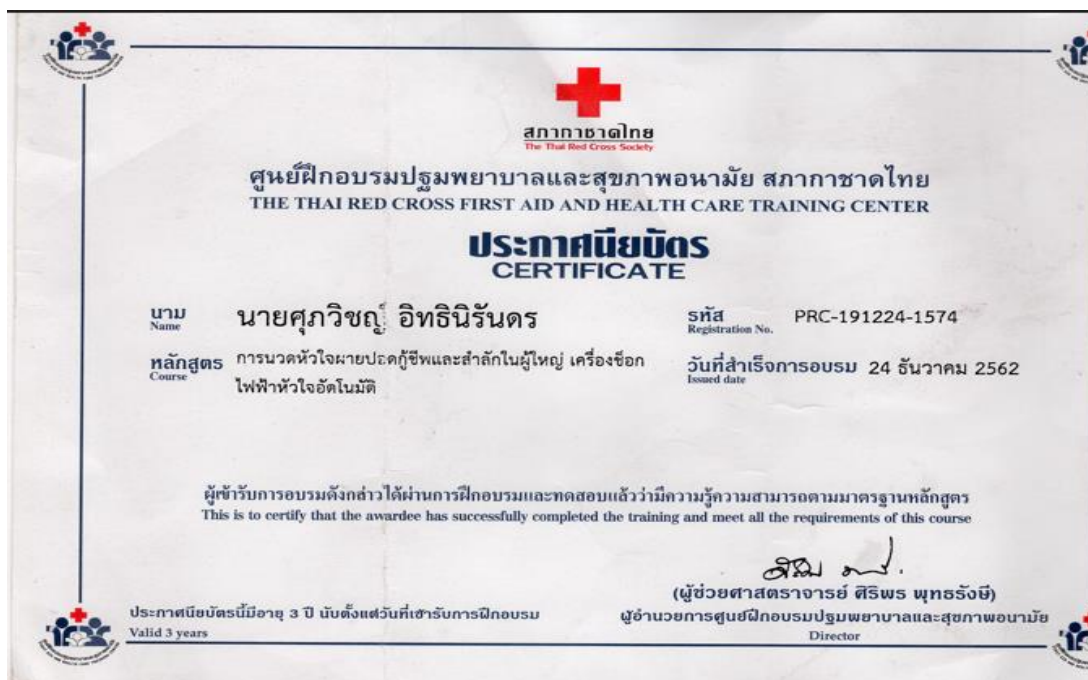 สภากาชาดไทย
The Thai Red Cross Society
ศูนย์ฝึกอบรมปฐมพยาบาลและสุขภาพอนามัย สภากาชาดไทย
THE THAI RED CROSS FIRST AID AND HEALTH CARE TRAINING CENTER
ประกาศนียบัตร
CERTIFICATE
นาม นายศุภวิชญ์ อิทธินิรันดร รหัส PRC-191224-1574
Name Registration No.
หลักสูตร การนวดหัวใจผายปอดกู้ชีพและสำลักในผู้ใหญ่ เครื่องช็อก วันที่สำเร็จการอบรม 24 ธันวาคม 2562
Course ไฟฟ้าหัวใจอัตโนมัติ Issued date
ผู้เข้ารับการอบรมดังกล่าวได้ผ่านการฝึกอบรมและทดสอบแล้วว่ามีความรู้ความสามารถตามมาตรฐานหลักสูตร
This is to certify that the awardee has successfully completed the training and meet all the requirements of this course
(ผู้ช่วยศาสตราจารย์ ศิริพร พุทธรังษี)
ประกาศนียบัตรนี้มีอายุ 3 ปี นับตั้งแต่วันที่เข้ารับการฝึกอบรม ผู้อำนวยการศูนย์ฝึกอบรมปฐมพยาบาลและสุขภาพอนามัย
Valid 3 years Director